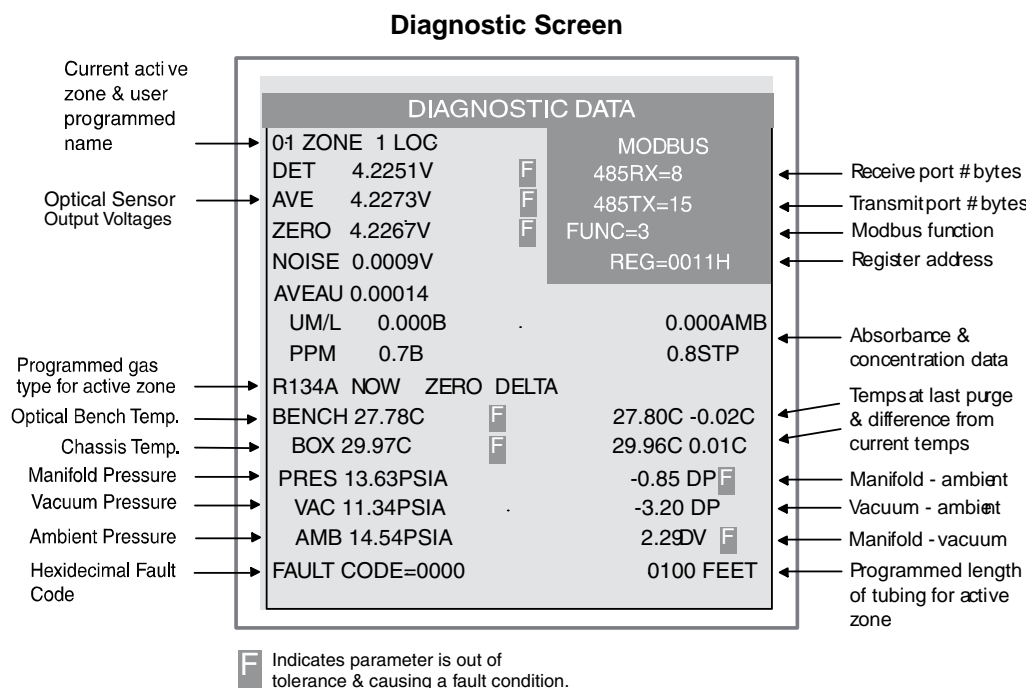 Diagnostic Screen
Current active
zone & user
programmed
name
Optical Sensor
Output Voltages
Programmed gas
type for active zone
Optical Bench Temp.
Chassis Temp.
Manifold Pressure
Vacuum Pressure
Ambient Pressure
Hexidecimal Fault
Code
DIAGNOSTIC DATA
01 ZONE 1 LOC
DET 4.2251V F
AVE 4.2273V F
ZERO 4.2267V F
NOISE 0.0009V
AVEAU 0.00014
MODBUS
485RX=8
485TX=15
FUNC=3
REG=0011H
UM/L 0.000B 0.000AMB
PPM 0.7B 0.8STP
R134A NOW ZERO DELTA
BENCH 27.78C F 27.80C -0.02C
BOX 29.97C F 29.96C 0.01C
PRES 13.63PSIA -0.85 DP F
VAC 11.34PSIA -3.20 DP
AMB 14.54PSIA 2.29DV F
FAULT CODE=0000 0100 FEET
Receive port # bytes
Transmit port # bytes
Modbus function
Register address
Absorbance &
concentration data
Temps at last purge
& difference from
current temps
Manifold - ambient
Vacuum - ambient
Manifold - vacuum
Programmed length
of tubing for active
zone
F Indicates parameter is out of
tolerance & causing a fault condition.